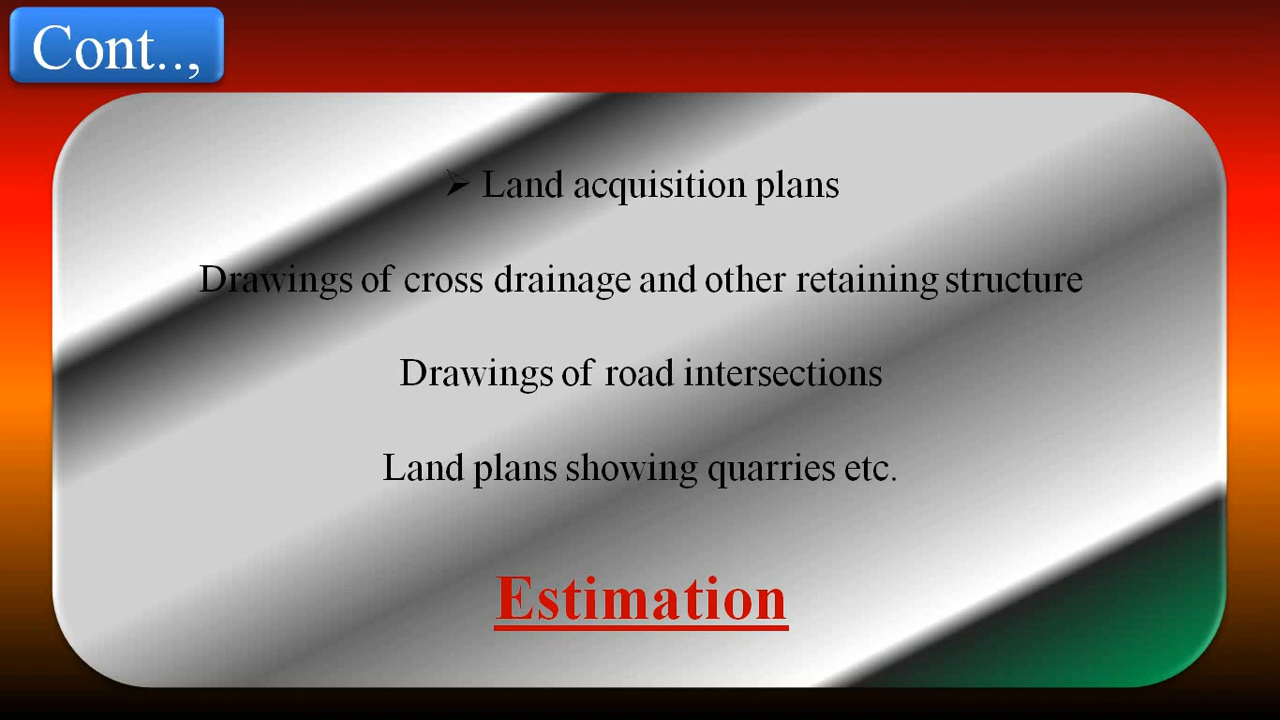 Cont..,
➢ Land acquisition plans
Drawings of cross drainage and other retaining structure
Drawings of road intersections
Land plans showing quarries etc.
Estimation